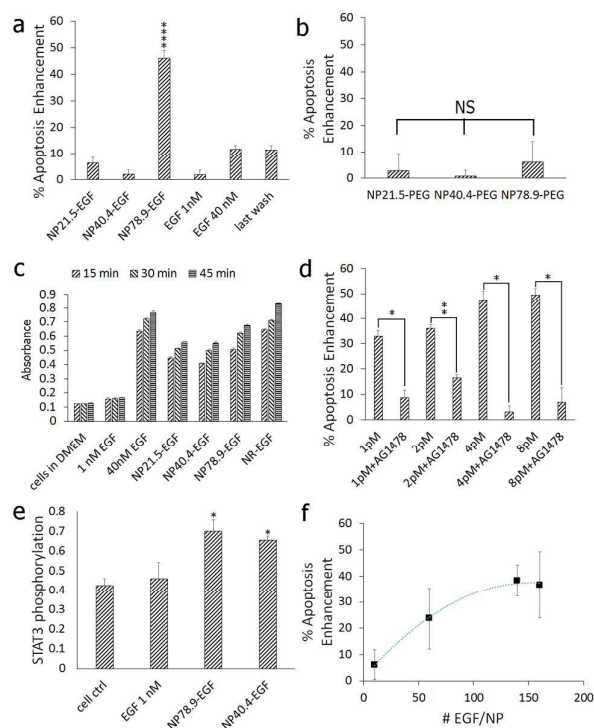 a
% Apoptosis Enhancement
70
60
50
40
30
20
10
0
****
NP21.5-EGF
NP40.4-EGF
NP78.9-EGF
EGF 1nM
EGF 40 nM
last wash
b
% Apoptosis
Enhancement
60
50
40
30
20
10
0
NS
NP21.5-PEG NP40.4-PEG NP78.9-PEG
c
15 min 30 min 45 min
Absorbance
0.9
0.8
0.7
0.6
0.5
0.4
0.3
0.2
0.1
cells in DMEM
1 nM EGF
40nM EGF
NP21.5-EGF
NP40.4-EGF
NP78.9-EGF
NR-EGF
d
% Apoptosis Enhancement
60
50
40
30
20
10
0
*
**
*
*
1pM
1pM+AG1478
2pM
2pM+AG1478
4pM
4pM+AG1478
8pM
8pM+AG1478
e
STAT3 phosphorylation
0.8
0.7
0.6
0.5
0.4
0.3
0.2
0.1
0
*
*
cell ctrl
EGF 1 nM
NP78.9-EGF
NP40.4-EGF
f
% Apoptosis
Enhancement
60
50
40
30
20
10
0
0 50 100 150 200
# EGF/NP